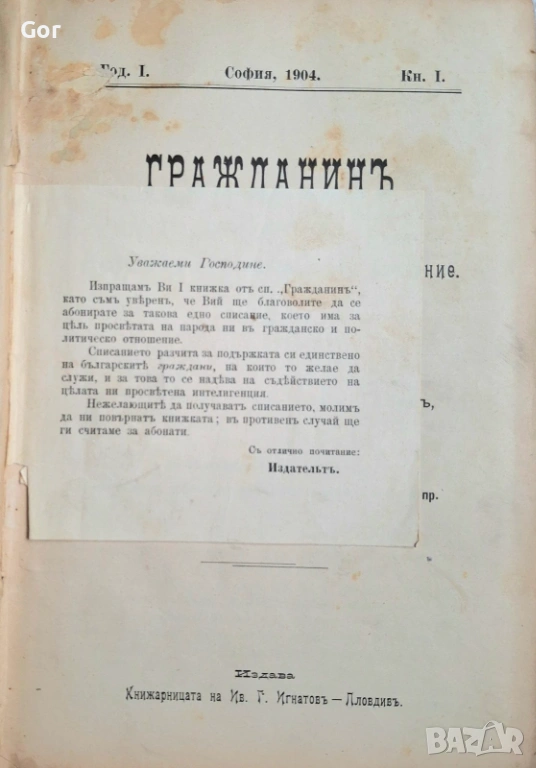 Gor
Год. I. София, 1904. Кн. I.
ГРАЖДАНИНЪ
Уважаеми Господине.
ние.
Изпращамъ Ви I книжка отъ сп. „Гражданинъ“,
като съмъ увѣренъ, че Вий ще благоволите да се
абонирате за такова едно списание, което има за
цѣль просвѣтата на народа ни въ гражданско и по-
литическо отношение.
Списанието разчита за подържката си единствено
на българскитѣ граждани, на които то желае да
служи, и за това то се надѣва на съдѣйствието на
цѣлата ни просвѣтена интелигенция.
Нежелающитѣ да получаватъ списанието, молимъ
да ни повърнатъ книжката; въ противенъ случай ще
ги считаме за абонати.
ъ,
Съ отлично почитание:
Издательтъ.
пр.
Издава
Книжарницата на Ив. Г. Игнатовъ — Пловдивъ.
BAZAR